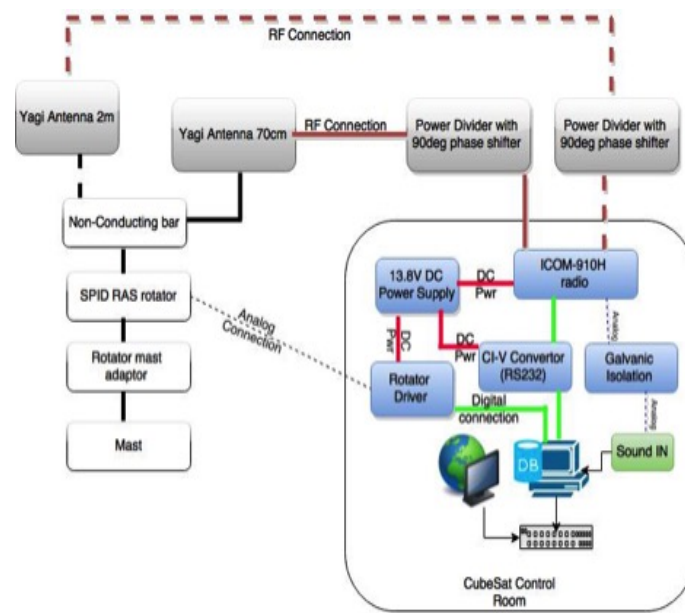 RF Connection
Yagi Antenna 2m
Yagi Antenna 70cm
RF Connection
Power Divider with
90deg phase shifter
Power Divider with
90deg phase shifter
Non-Conducting bar
SPID RAS rotator
Rotator mast
adaptor
Mast
Analog
Connection
13.8V DC
Power Supply
DC
Pwr
ICOM-910H
radio
DC
Pwr
DC
Pwr
CI-V Convertor
(RS232)
Analog
Galvanic
Isolation
Rotator
Driver
Digital
connection
Analog
DB
Sound IN
CubeSat Control
Room